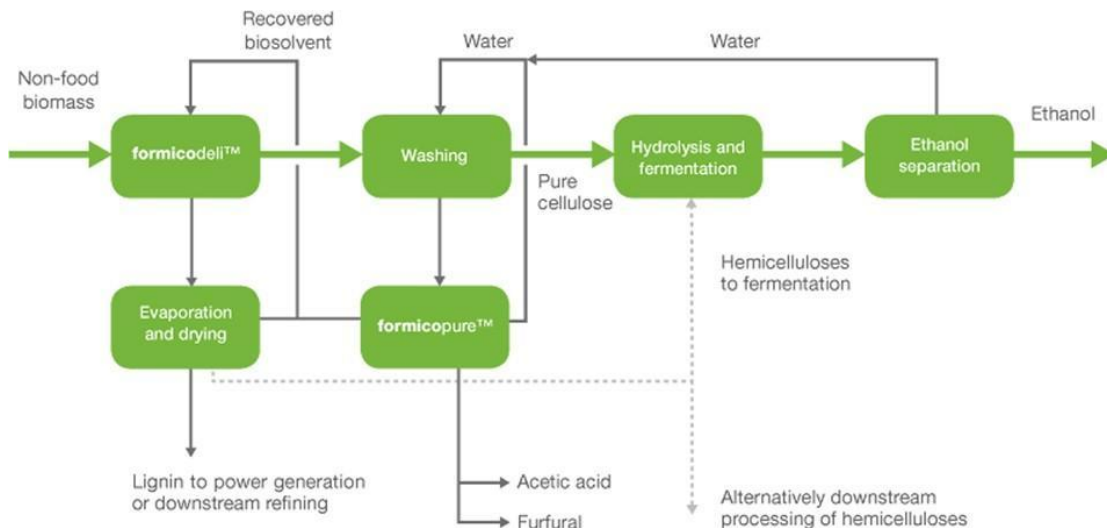 Recovered
biosolvent
Water
Water
Non-food
biomass
Ethanol
formicodeli™
Washing
Hydrolysis and
fermentation
Ethanol
separation
Pure
cellulose
Hemicelluloses
to fermentation
Evaporation
and drying
formicopure™
Lignin to power generation
or downstream refining
Acetic acid
Furfural
Alternatively downstream
processing of hemicelluloses